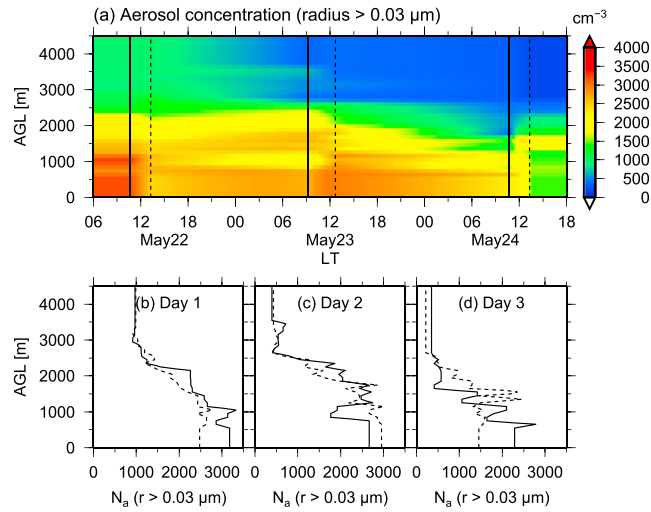 (a) Aerosol concentration (radius > 0.03 µm)
cm⁻³
AGL [m]
4000
3000
2000
1000
0
4000
3500
3000
2500
2000
1500
1000
500
0
06 12 18 00 06 12 18 00 06 12 18
May22 May23 May24
LT
(b) Day 1 (c) Day 2 (d) Day 3
AGL [m]
4000
3000
2000
1000
0
0 1000 2000 3000 0 1000 2000 3000 0 1000 2000 3000
Nₐ (r > 0.03 µm) Nₐ (r > 0.03 µm) Nₐ (r > 0.03 µm)